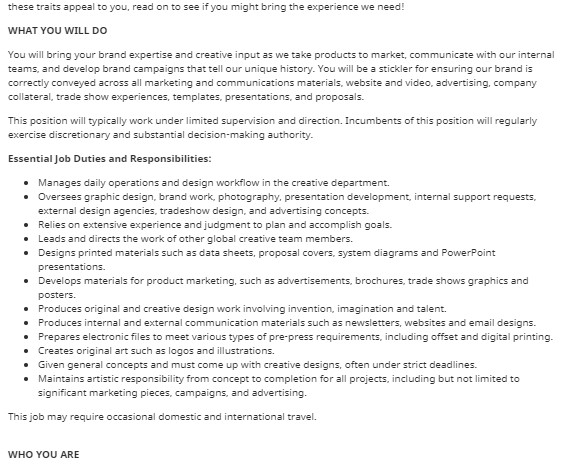 these traits appeal to you, read on to see if you might bring the experience we need!
WHAT YOU WILL DO
You will bring your brand expertise and creative input as we take products to market, communicate with our internal
teams, and develop brand campaigns that tell our unique history. You will be a stickler for ensuring our brand is
correctly conveyed across all marketing and communications materials, website and video, advertising, company
collateral, trade show experiences, templates, presentations, and proposals.
This position will typically work under limited supervision and direction. Incumbents of this position will regularly
exercise discretionary and substantial decision-making authority.
Essential Job Duties and Responsibilities:
• Manages daily operations and design workflow in the creative department.
• Oversees graphic design, brand work, photography, presentation development, internal support requests,
external design agencies, tradeshow design, and advertising concepts.
• Relies on extensive experience and judgment to plan and accomplish goals.
• Leads and directs the work of other global creative team members.
• Designs printed materials such as data sheets, proposal covers, system diagrams and PowerPoint
presentations.
• Develops materials for product marketing, such as advertisements, brochures, trade shows graphics and
posters.
• Produces original and creative design work involving invention, imagination and talent.
• Produces internal and external communication materials such as newsletters, websites and email designs.
• Prepares electronic files to meet various types of pre-press requirements, including offset and digital printing.
• Creates original art such as logos and illustrations.
• Given general concepts and must come up with creative designs, often under strict deadlines.
• Maintains artistic responsibility from concept to completion for all projects, including but not limited to
significant marketing pieces, campaigns, and advertising.
This job may require occasional domestic and international travel.
WHO YOU ARE